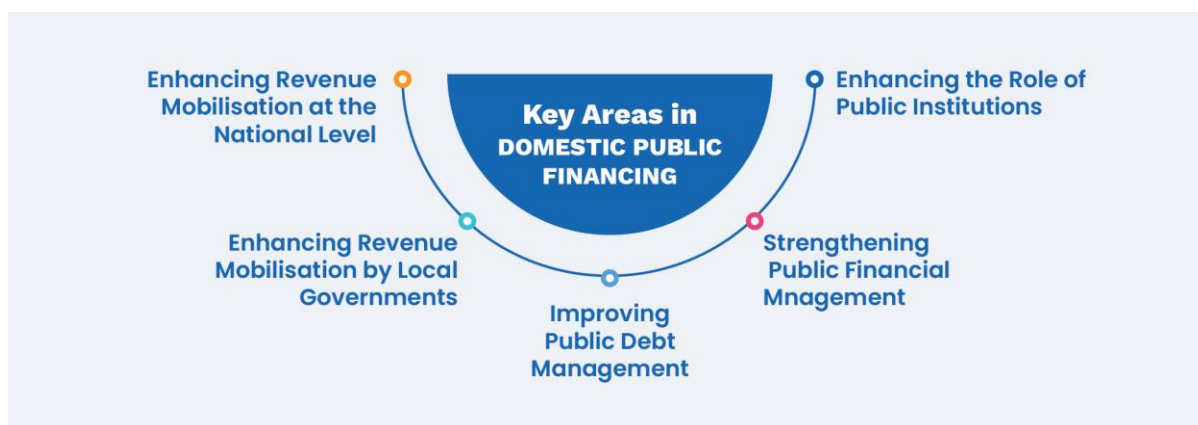 Key Areas in
DOMESTIC PUBLIC
FINANCING
Enhancing Revenue
Mobilisation at the
National Level
Enhancing Revenue
Mobilisation by Local
Governments
Improving
Public Debt
Management
Strengthening
Public Financial
Mnagement
Enhancing the Role of
Public Institutions